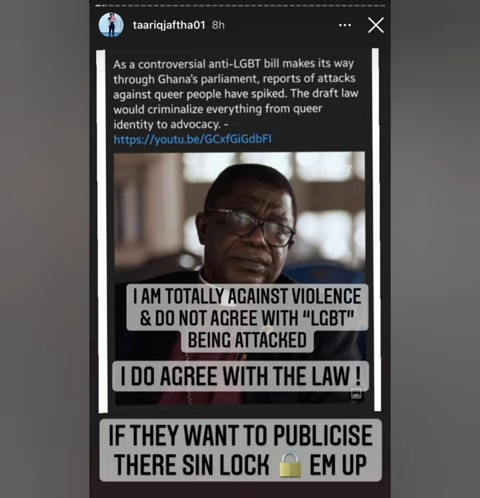 taariqjaftha01 8h
As a controversial anti-LGBT bill makes its way
through Ghana's parliament, reports of attacks
against queer people have spiked. The draft law
would criminalize everything from queer
identity to advocacy. -
https://youtu.be/GCxfGiGdbFI
I AM TOTALLY AGAINST VIOLENCE
& DO NOT AGREE WITH “LGBT”
BEING ATTACKED
I DO AGREE WITH THE LAW !
IF THEY WANT TO PUBLICISE
THERE SIN LOCK 🔒 EM UP